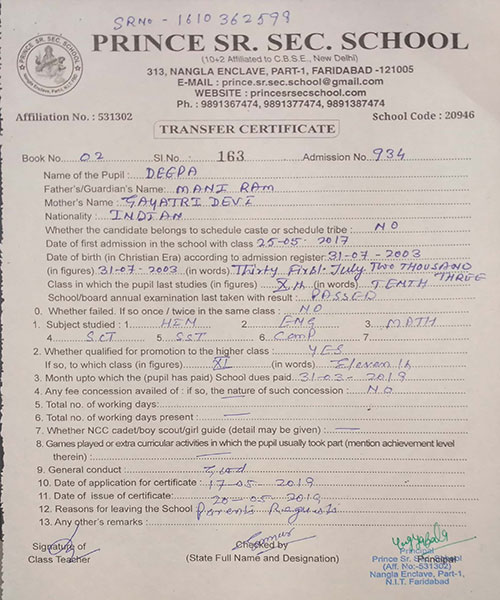 SRNo - 1610362599
PRINCE SR. SEC. SCHOOL
(10+2 Affiliated to C.B.S.E., New Delhi)
313, NANGLA ENCLAVE, PART-1, FARIDABAD -121005
E-MAIL : prince.sr.sec.school@gmail.com
WEBSITE : princesrsecschool.com
Ph. : 9891367474, 9891377474, 9891387474
Affiliation No. : 531302 School Code : 20946
TRANSFER CERTIFICATE
Book No. 02 Sl No. 163 Admission No. 934
Name of the Pupil : DEEPA
Father's/Guardian's Name: MANI RAM
Mother's Name : GAYATRI DEVI
Nationality : INDIAN
Whether the candidate belongs to schedule caste or schedule tribe : NO
Date of first admission in the school with class 25-05-2017
Date of birth (in Christian Era) according to admission register 31-07-2003
(in figures) 31-07-2003 (in words) Thirty First July TWO THOUSAND THREE
Class in which the pupil last studies (in figures) Xth (in words) TENTH
School/board annual examination last taken with result : PASSED
0. Whether failed. If so once / twice in the same class : NO
1. Subject studied : 1. HIN 2. ENG 3. MATH
4. SCT 5. SST 6. COMP 7.
2. Whether qualified for promotion to the higher class : YES
If so, to which class (in figures) XI (in words) Eleventh
3. Month upto which the (pupil has paid) School dues paid 31-03-2019
4. Any fee concession availed of : if so, the nature of such concession : NO
5. Total no. of working days:
6. Total no. of working days present :
7. Whether NCC cadet/boy scout/girl guide (detail may be given) :
8. Games played or extra curricular activities in which the pupil usually took part (mention achievement level
therein) :
9. General conduct : Good
10. Date of application for certificate : 17-05-2019
11. Date of issue of certificate: 20-05-2019
12. Reasons for leaving the School Parents Request
13. Any other's remarks :
Signature of Checked by
Class Teacher (State Full Name and Designation) Principal
Principal
Prince Sr. Sec. School
(Aff. No:-531302)
Nangla Enclave, Part-1,
N.I.T. Faridabad